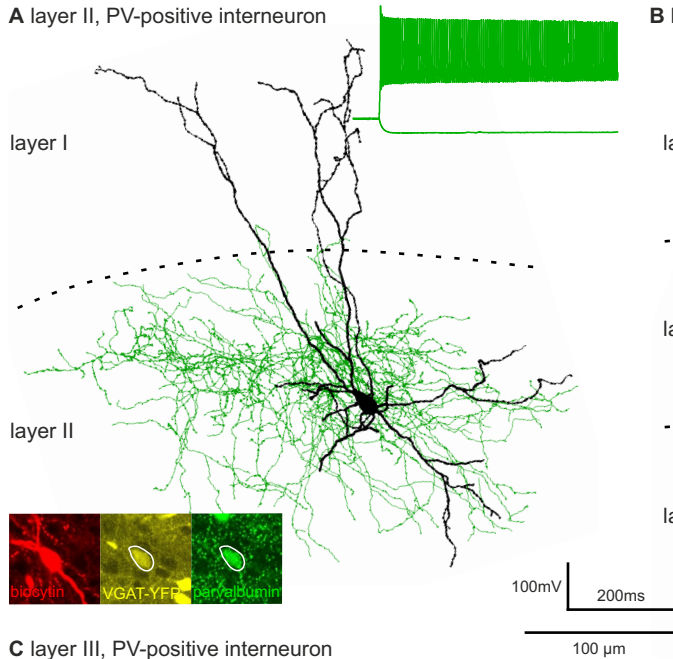 A layer II, PV-positive interneuron
B
layer I
la
la
layer II
la
biocytin
VGAT-YFP
parvalbumin
100mV
200ms
100 µm
C layer III, PV-positive interneuron